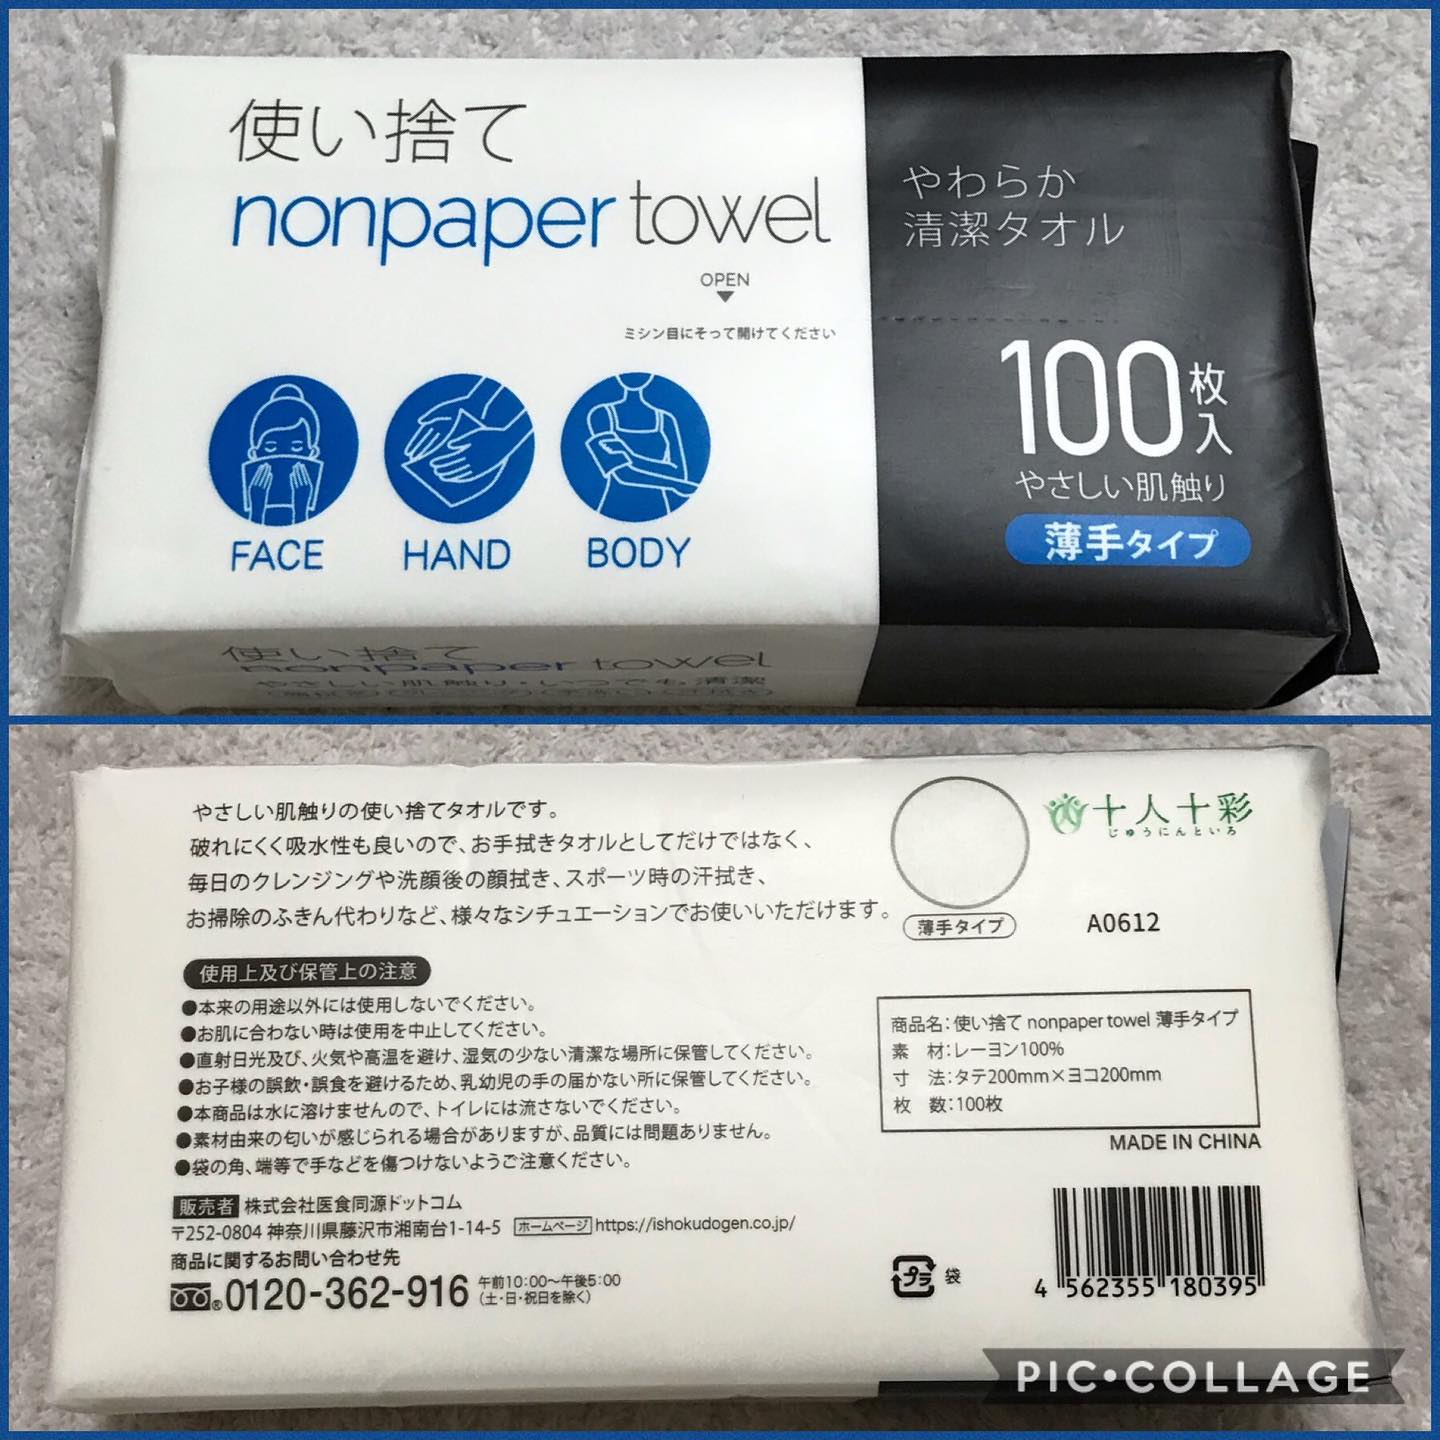 使い捨て
nonpaper towel
OPEN
ミシン目にそって開けてください
FACE
HAND
BODY
やわらか
清潔タオル
100枚入
やさしい肌触り
薄手タイプ
使い捨て
nonpaper towel
やさしい肌触り・いつでも清潔
やさしい肌触りの使い捨てタオルです。
破れにくく吸水性も良いので、お手拭きタオルとしてだけではなく、
毎日のクレンジングや洗顔後の顔拭き、スポーツ時の汗拭き、
お掃除のふきん代わりなど、様々なシチュエーションでお使いいただけます。
薄手タイプ
十人十彩
じゅうにんといろ
A0612
使用上及び保管上の注意
●本来の用途以外には使用しないでください。
●お肌に合わない時は使用を中止してください。
●直射日光及び、火気や高温を避け、湿気の少ない清潔な場所に保管してください。
●お子様の誤飲・誤食を避けるため、乳幼児の手の届かない所に保管してください。
●本商品は水に溶けませんので、トイレには流さないでください。
●素材由来の匂いが感じられる場合がありますが、品質には問題ありません。
●袋の角、端等で手などを傷つけないようご注意ください。
商品名:使い捨て nonpaper towel 薄手タイプ
素 材:レーヨン100%
寸 法:タテ200mm×ヨコ200mm
枚 数:100枚
MADE IN CHINA
販売者 株式会社医食同源ドットコム
〒252-0804 神奈川県藤沢市湘南台1-14-5 ホームページ https://ishokudogen.co.jp/
商品に関するお問い合わせ先
®0120-362-916 午前10:00～午後5:00
(土・日・祝日を除く)
プラ 袋
4 562355 180395
PIC•COLLAGE